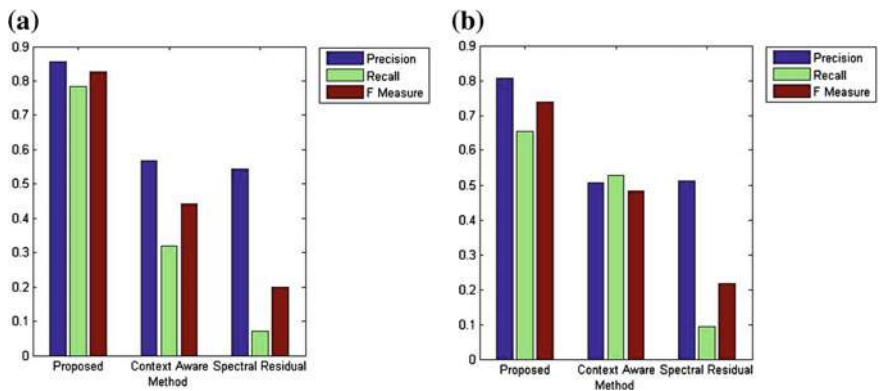 (a)
0.9
0.8
0.7
0.6
0.5
0.4
0.3
0.2
0.1
0
Proposed
Context Aware
Spectral Residual
Method
Precision
Recall
F Measure
(b)
0.9
0.8
0.7
0.6
0.5
0.4
0.3
0.2
0.1
0
Proposed
Context Aware
Spectral Residual
Method
Precision
Recall
F Measure